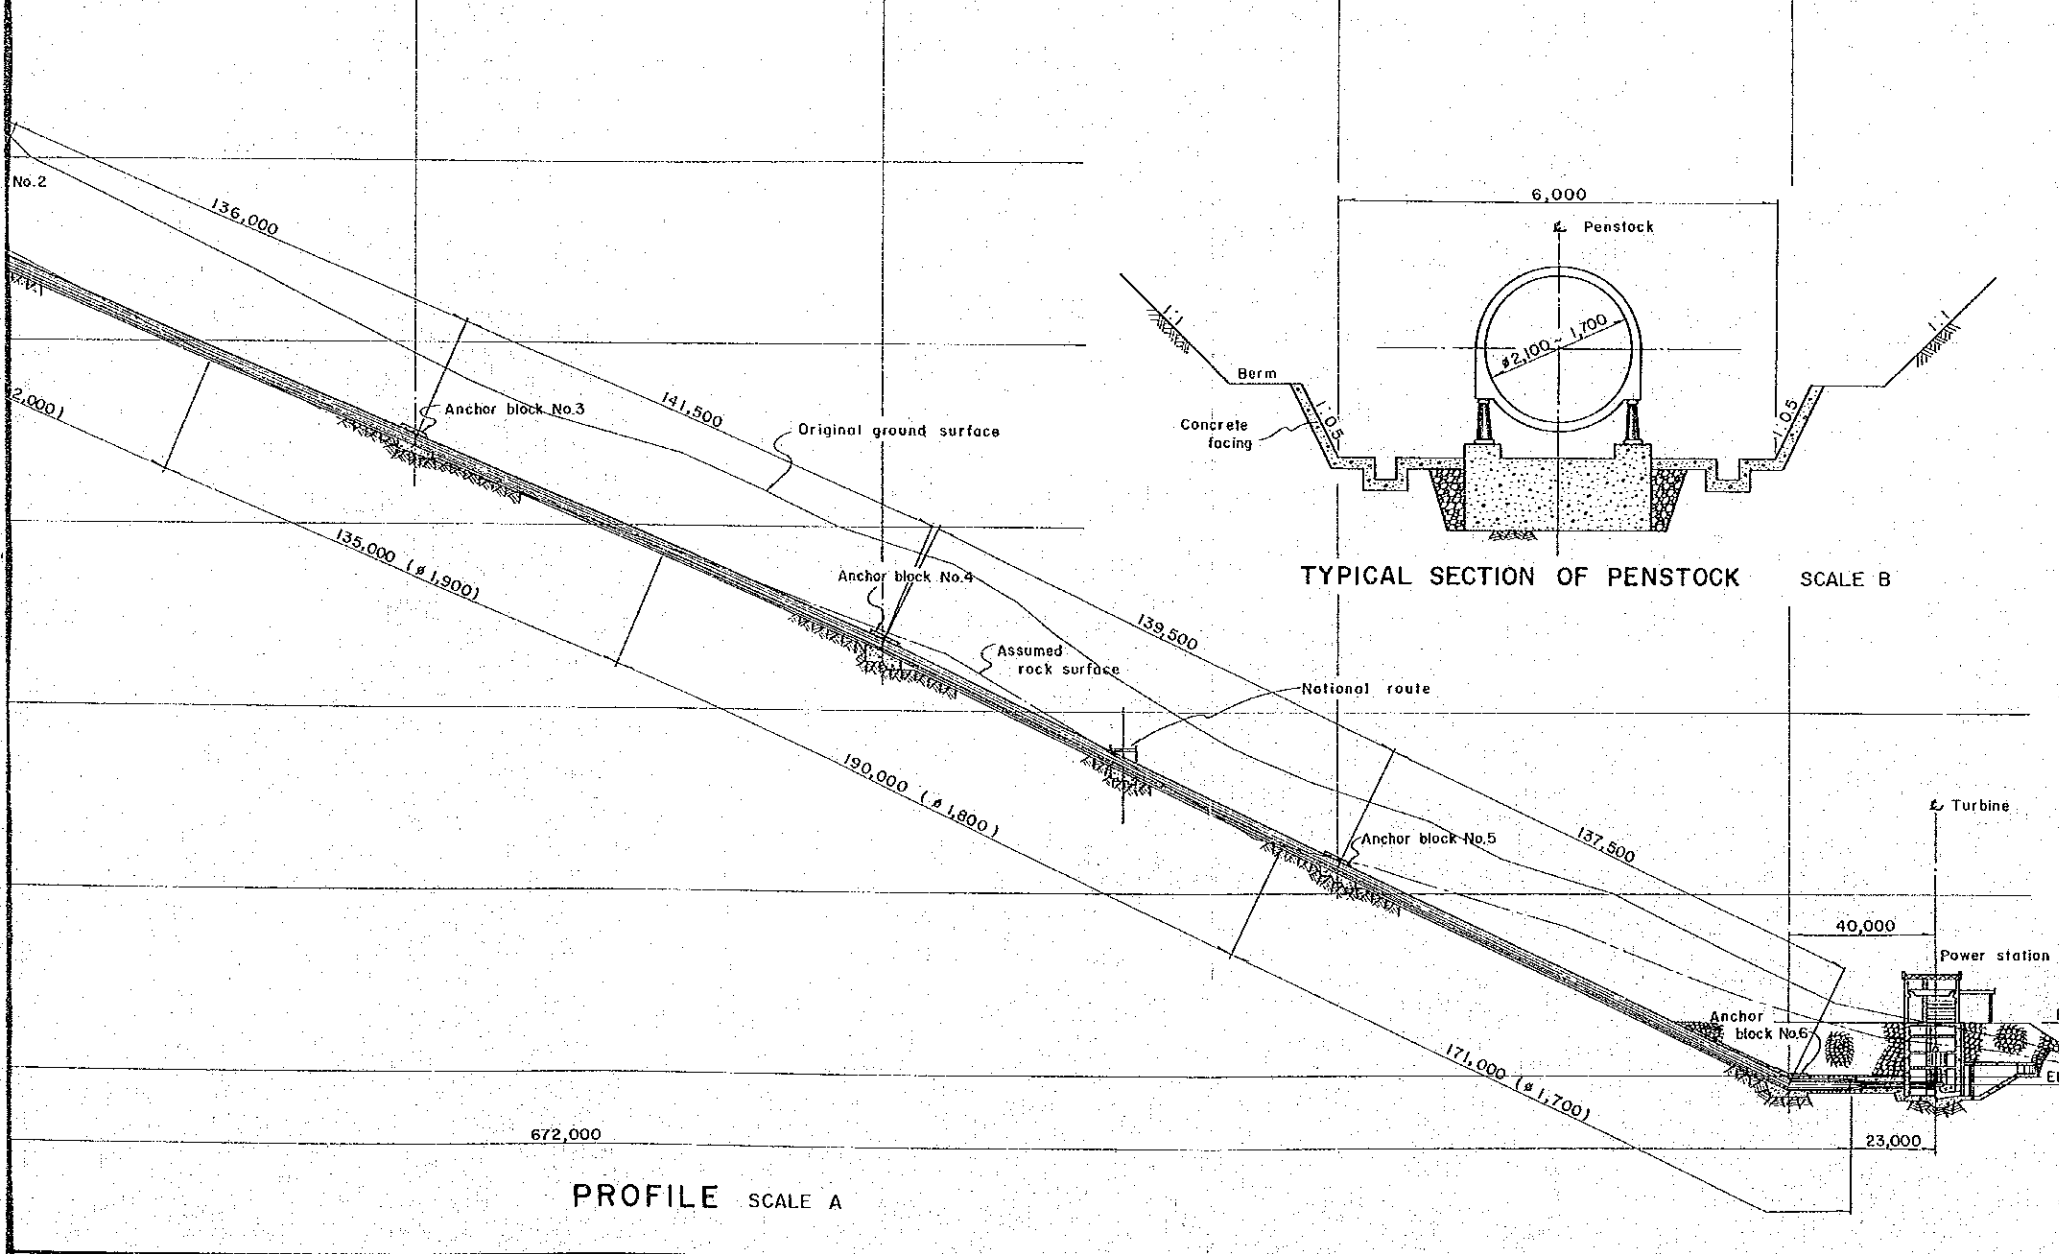 No.2
136,000
6,000
℄ Penstock
1:1
1:1
ø2,100 ~ 1,700
Berm
2,000)
Anchor block No.3
141,500
Original ground surface
Concrete
facing
1:0.5
1:0.5
135,000 (ø1,900)
Anchor block No.4
TYPICAL SECTION OF PENSTOCK SCALE B
139,500
Assumed
rock surface
National route
190,000 (ø1,800)
℄ Turbine
Anchor block No.5
137,500
40,000
Power station
Anchor
block No.6
171,000 (ø1,700)
El
672,000
23,000
PROFILE SCALE A